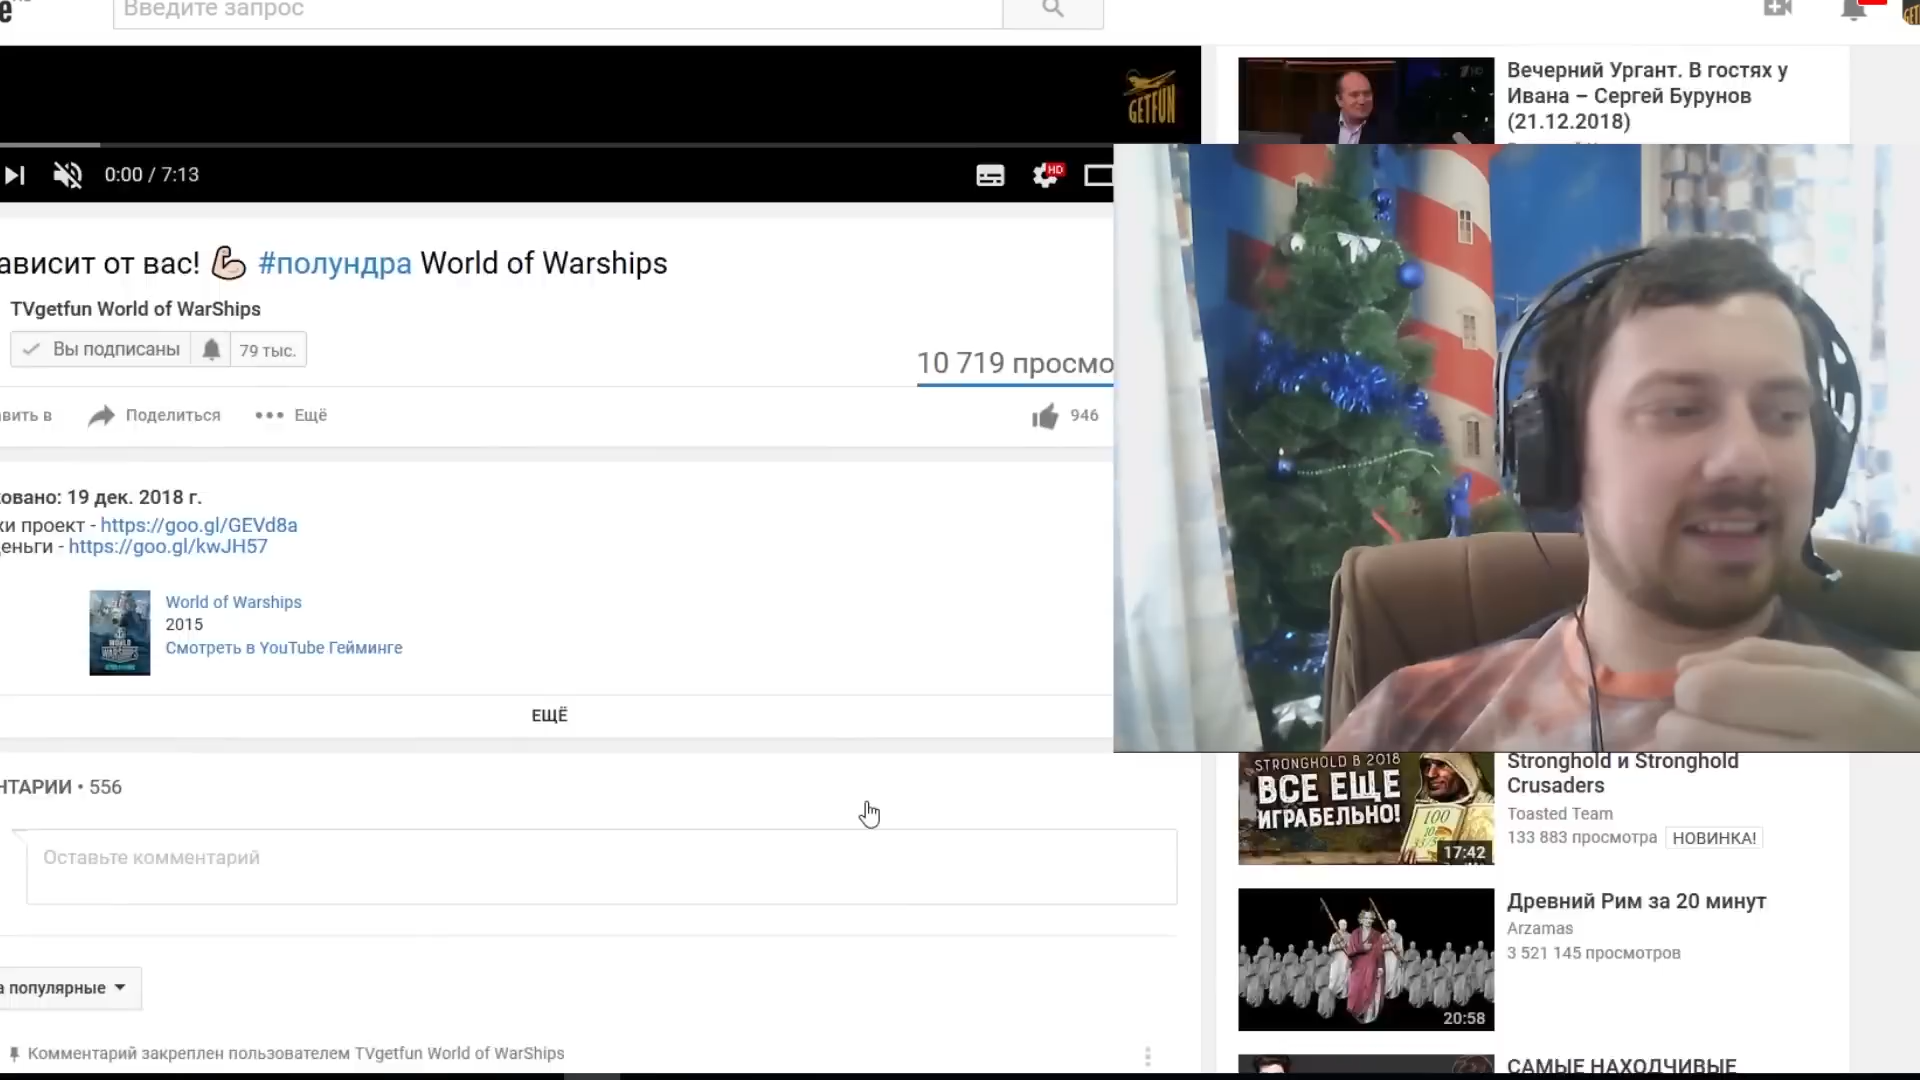 Введите запрос
GETFUN
0:00 / 7:13
HD
ависит от вас! #полундра World of Warships
TVgetfun World of WarShips
Вы подписаны
79 тыс.
10 719 просмо
авить в
Поделиться
Ещё
946
овано: 19 дек. 2018 г.
ки проект - https://goo.gl/GEVd8a
еньги - https://goo.gl/kwJH57
World of Warships
2015
Смотреть в YouTube Гейминге
ЕЩЁ
НТАРИИ • 556
Оставьте комментарий
а популярные
Комментарий закреплен пользователем TVgetfun World of WarShips
Вечерний Ургант. В гостях у
Ивана – Сергей Бурунов
(21.12.2018)
STRONGHOLD В 2018
ВСЕ ЕЩЕ
ИГРАБЕЛЬНО!
17:42
Stronghold и Stronghold
Crusaders
Toasted Team
133 883 просмотра
НОВИНКА!
20:58
Древний Рим за 20 минут
Arzamas
3 521 145 просмотров
САМЫЕ НАХОДЧИВЫЕ